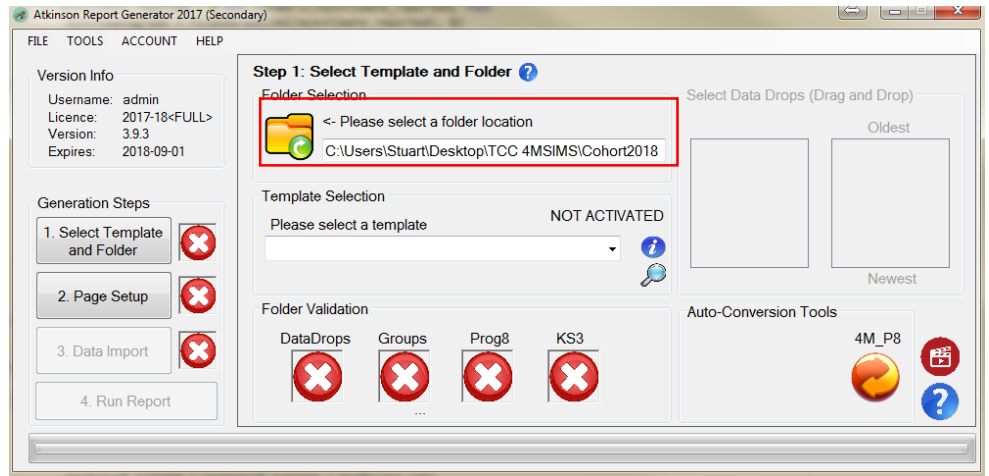 Atkinson Report Generator 2017 (Secondary)
FILE TOOLS ACCOUNT HELP
Version Info
Username: admin
Licence: 2017-18<FULL>
Version: 3.9.3
Expires: 2018-09-01
Generation Steps
1. Select Template
and Folder
2. Page Setup
3. Data Import
4. Run Report
Step 1: Select Template and Folder ?
Folder Selection
<- Please select a folder location
C:\Users\Stuart\Desktop\TCC 4MSIMS\Cohort2018
Template Selection
Please select a template
NOT ACTIVATED
i
Folder Validation
DataDrops Groups Prog8 KS3
...
Select Data Drops (Drag and Drop)
Oldest
Newest
Auto-Conversion Tools
4M_P8
?